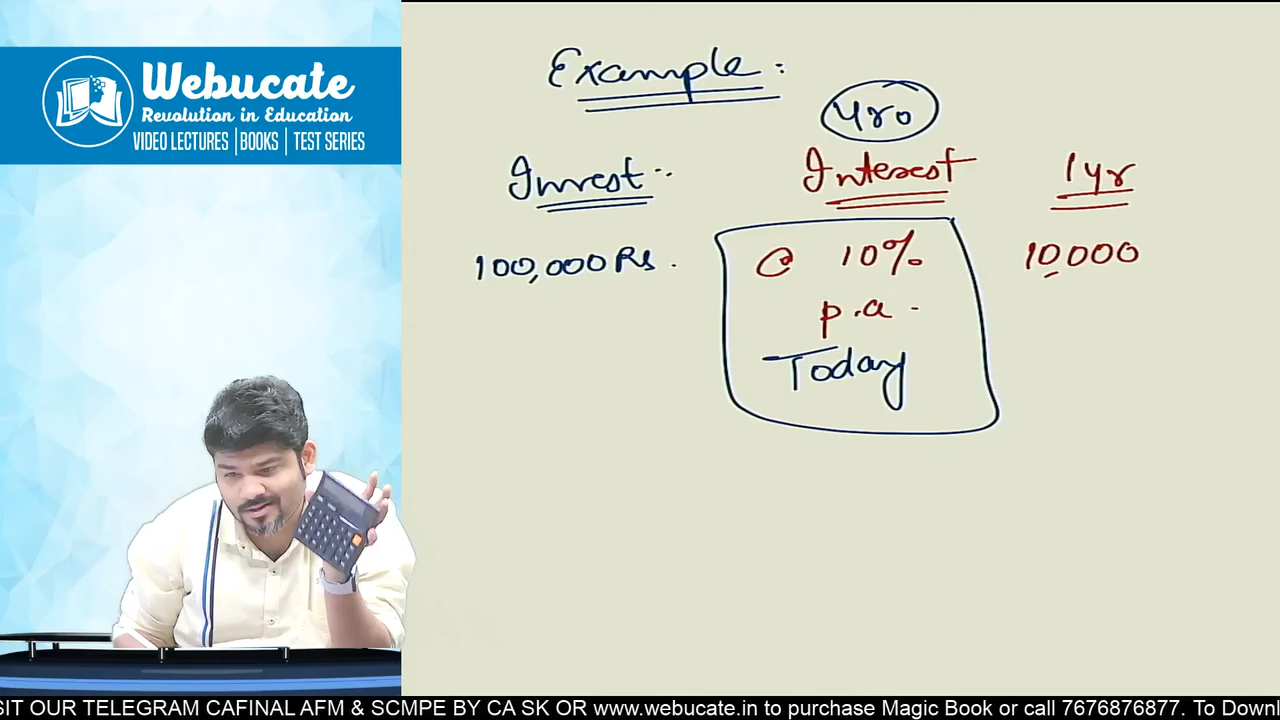 Webucate
Revolution in Education
VIDEO LECTURES | BOOKS | TEST SERIES
Example :
Yr0
Invest
Interest
1yr
100,000 Rs.
@ 10%
10,000
p.a.
Today
SIT OUR TELEGRAM CAFINAL AFM & SCMPE BY CA SK OR www.webucate.in to purchase Magic Book or call 7676876877. To Downl